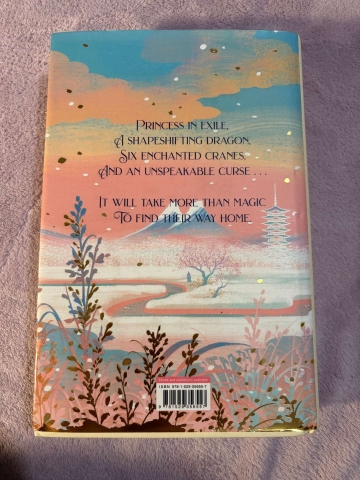 PRINCESS IN EXILE,
A SHAPESHIFTING DRAGON,
SIX ENCHANTED CRANES,
AND AN UNSPEAKABLE CURSE . . .
IT WILL TAKE MORE THAN MAGIC
TO FIND THEIR WAY HOME.